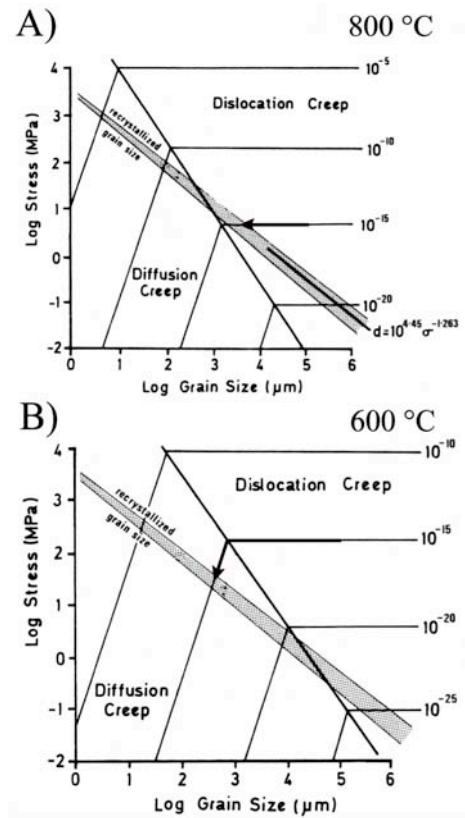 A)
800 °C
4
3
2
1
0
-1
-2
Log Stress (MPa)
recrystallized
grain size
Dislocation Creep
Diffusion
Creep
10⁻⁵
10⁻¹⁰
10⁻¹⁵
10⁻²⁰
d=10⁴·⁴⁵ σ⁻¹·²⁶³
0 1 2 3 4 5 6
Log Grain Size (μm)
B)
600 °C
4
3
2
1
0
-1
-2
Log Stress (MPa)
recrystallized
grain size
Dislocation Creep
Diffusion
Creep
10⁻¹⁰
10⁻¹⁵
10⁻²⁰
10⁻²⁵
0 1 2 3 4 5 6
Log Grain Size (μm)